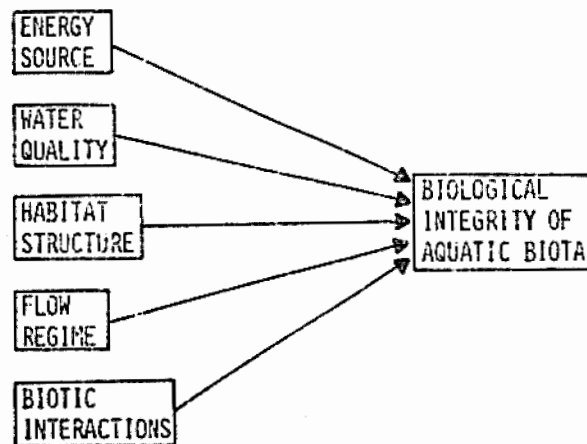 ENERGY
SOURCE
WATER
QUALITY
HABITAT
STRUCTURE
FLOW
REGIME
BIOTIC
INTERACTIONS
BIOLOGICAL
INTEGRITY OF
AQUATIC BIOTA